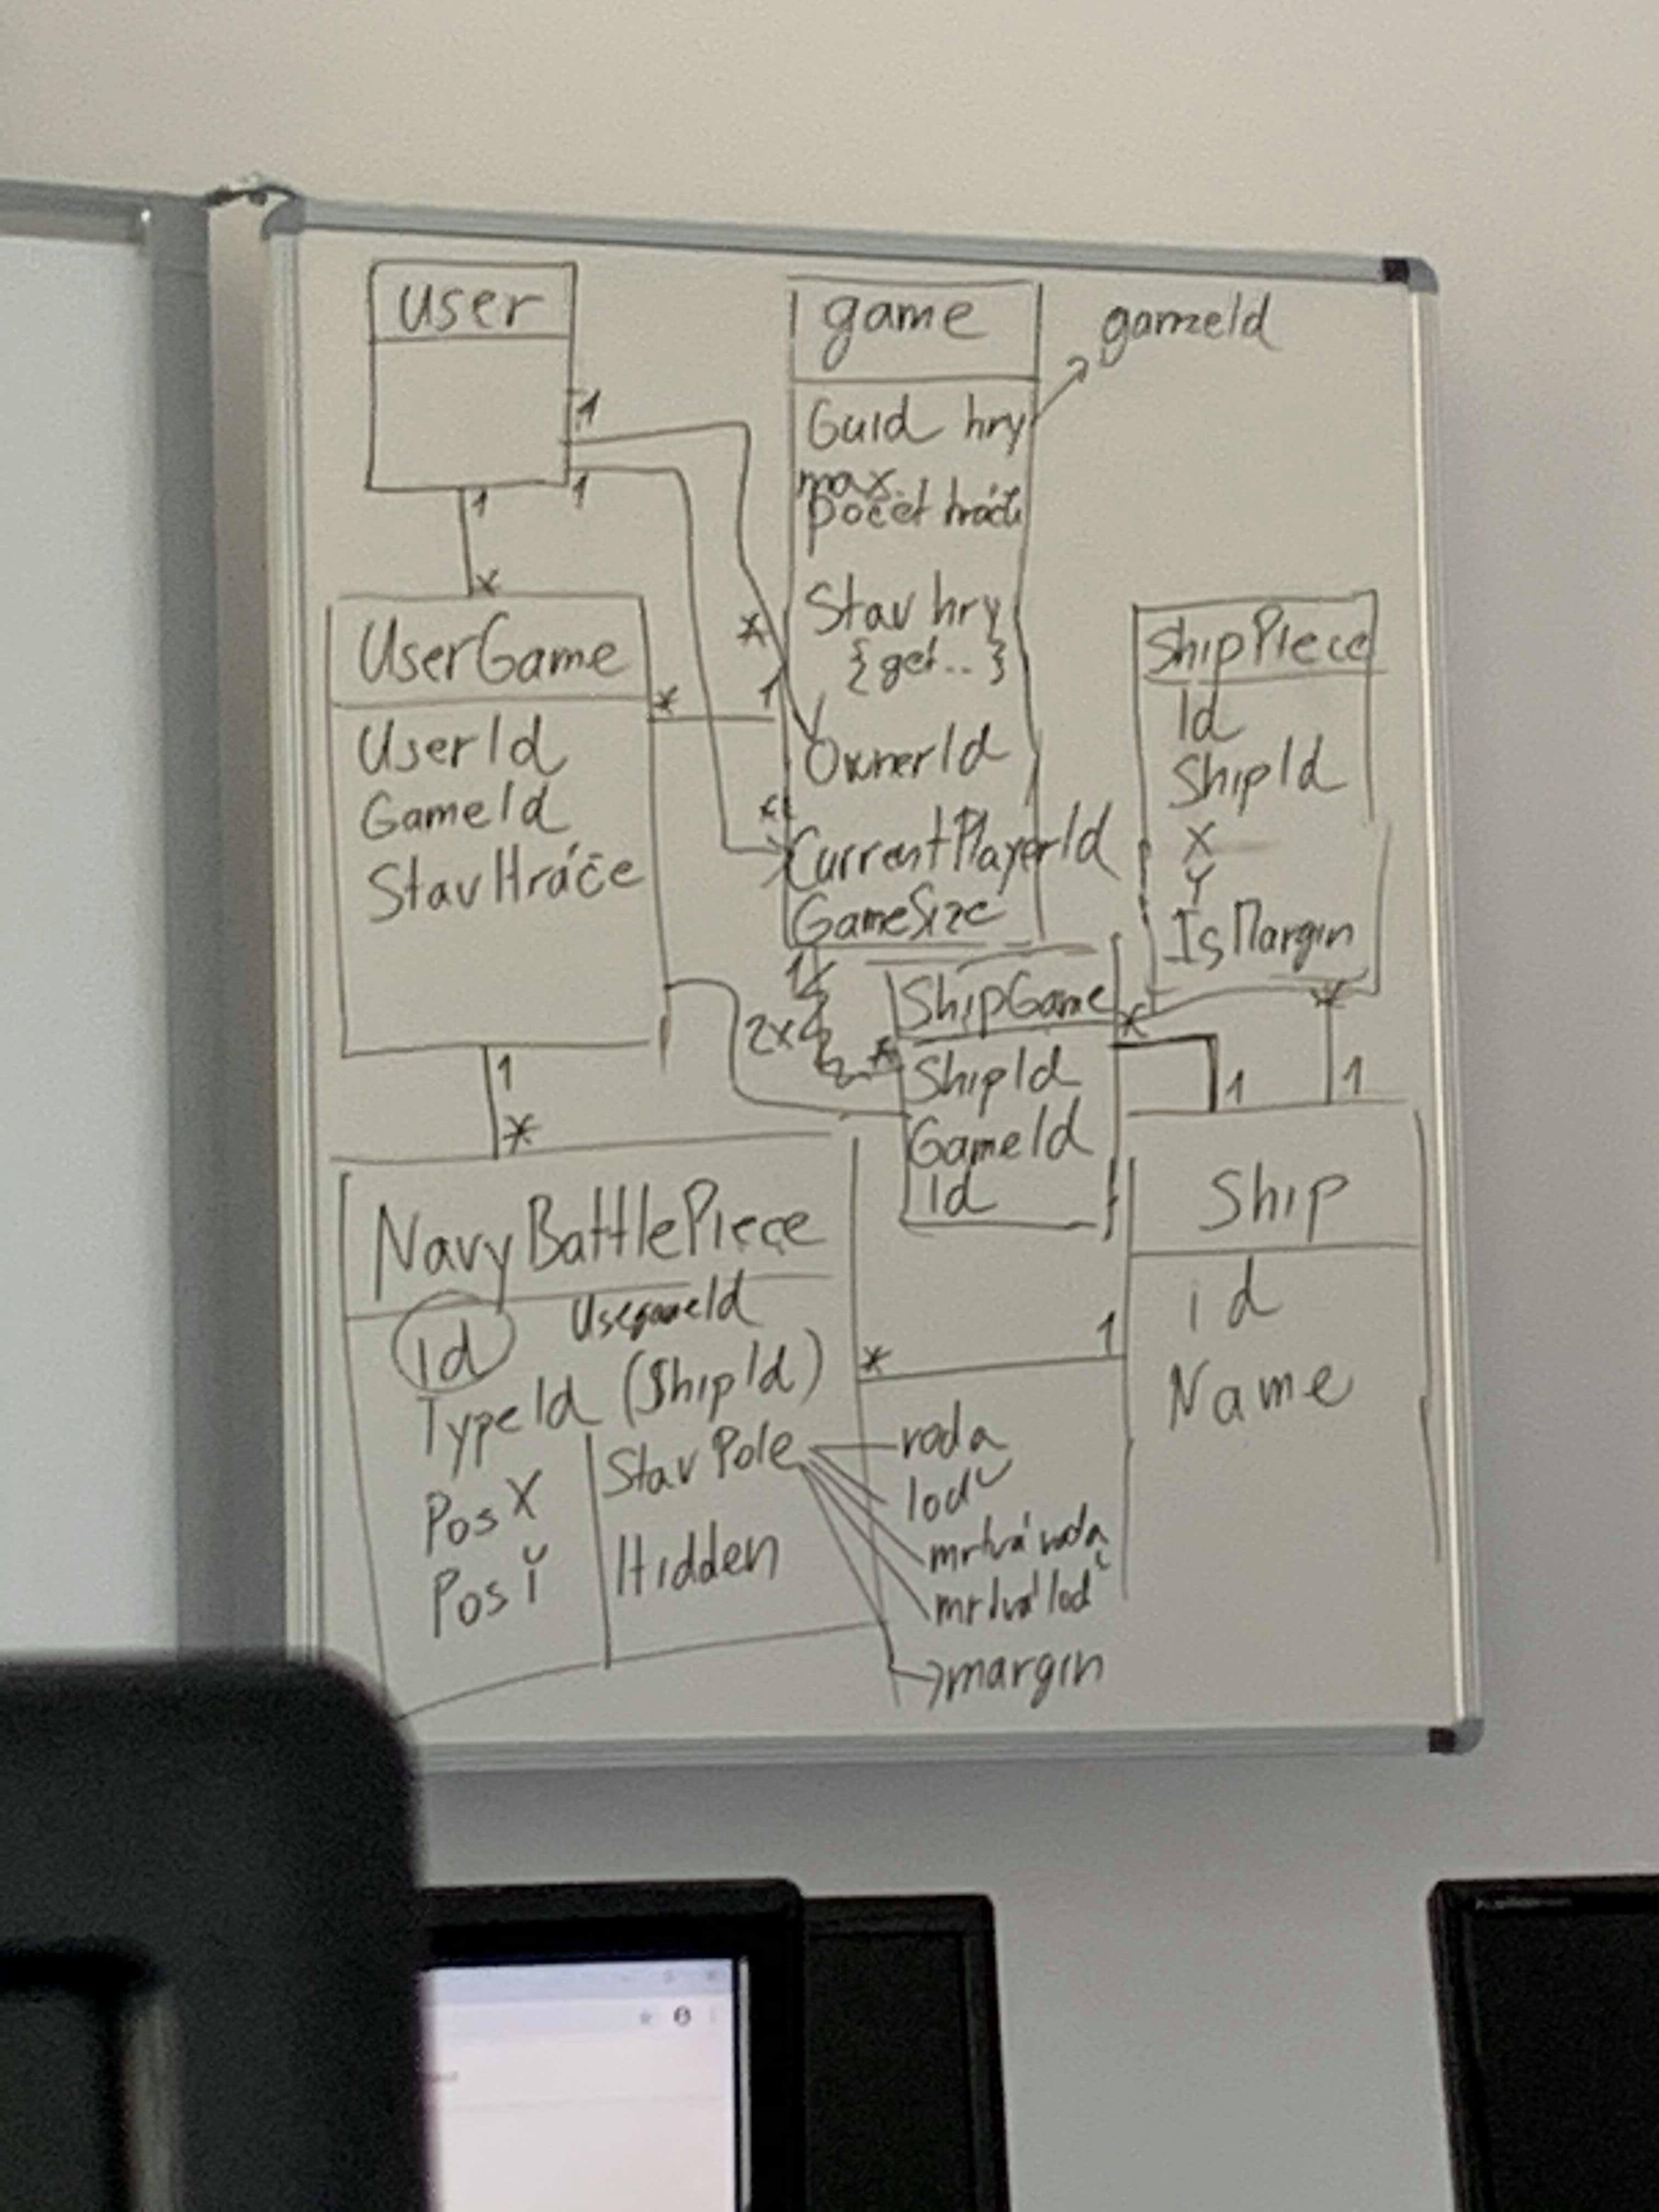 user
1
1
1
*
UserGame
UserId
GameId
StavHráče
*
1
1
*
game
Guid hry
gameId
max.
počet hráčů
Stav hry
{get..}
OwnerId
CurrentPlayerId
GameSize
*
*
1
2x
*
ShipGame
ShipId
GameId
id
*
1
ShipPiece
Id
ShipId
X
Y
IsMargin
*
1
Ship
id
Name
NavyBattlePiece
Id
UsegameId
TypeId (ShipId)
PosX
PosY
StavPole
Hidden
*
1
voda
loď
mrtvá voda
mrtvá loď
margin